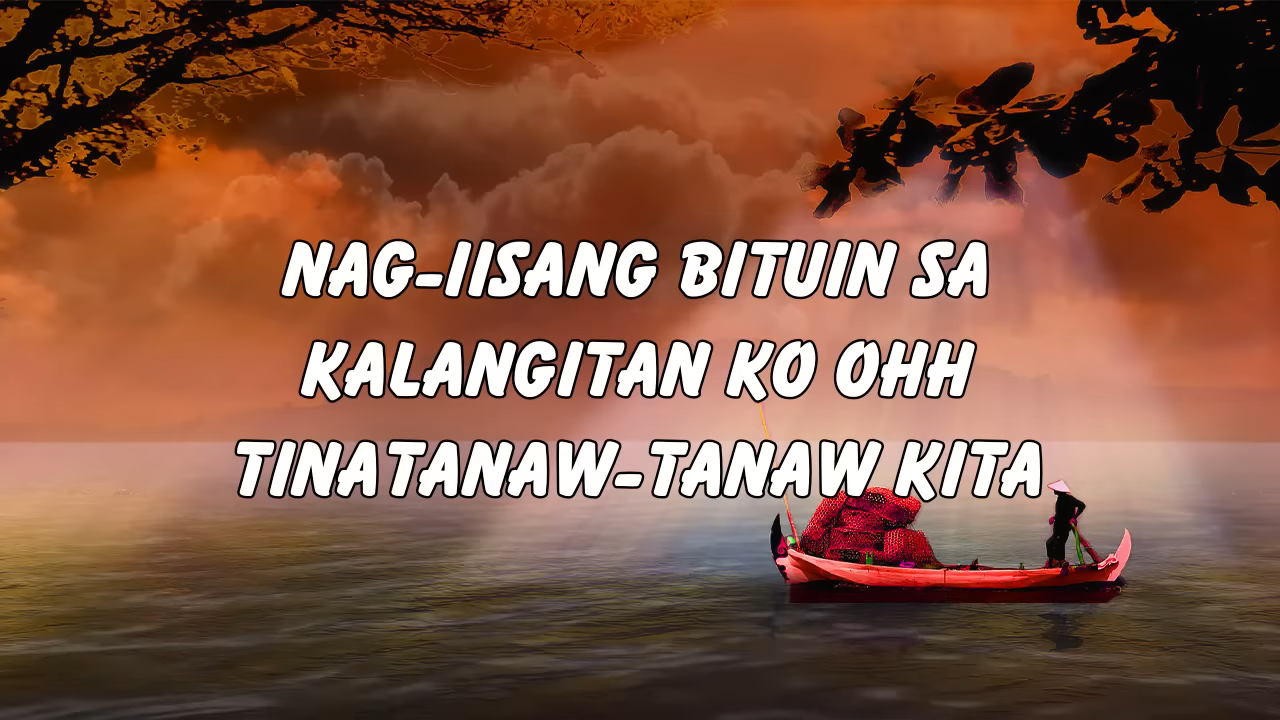 NAG-IISANG BITUIN SA
KALANGITAN KO OHH
TINATANAW-TANAW KITA